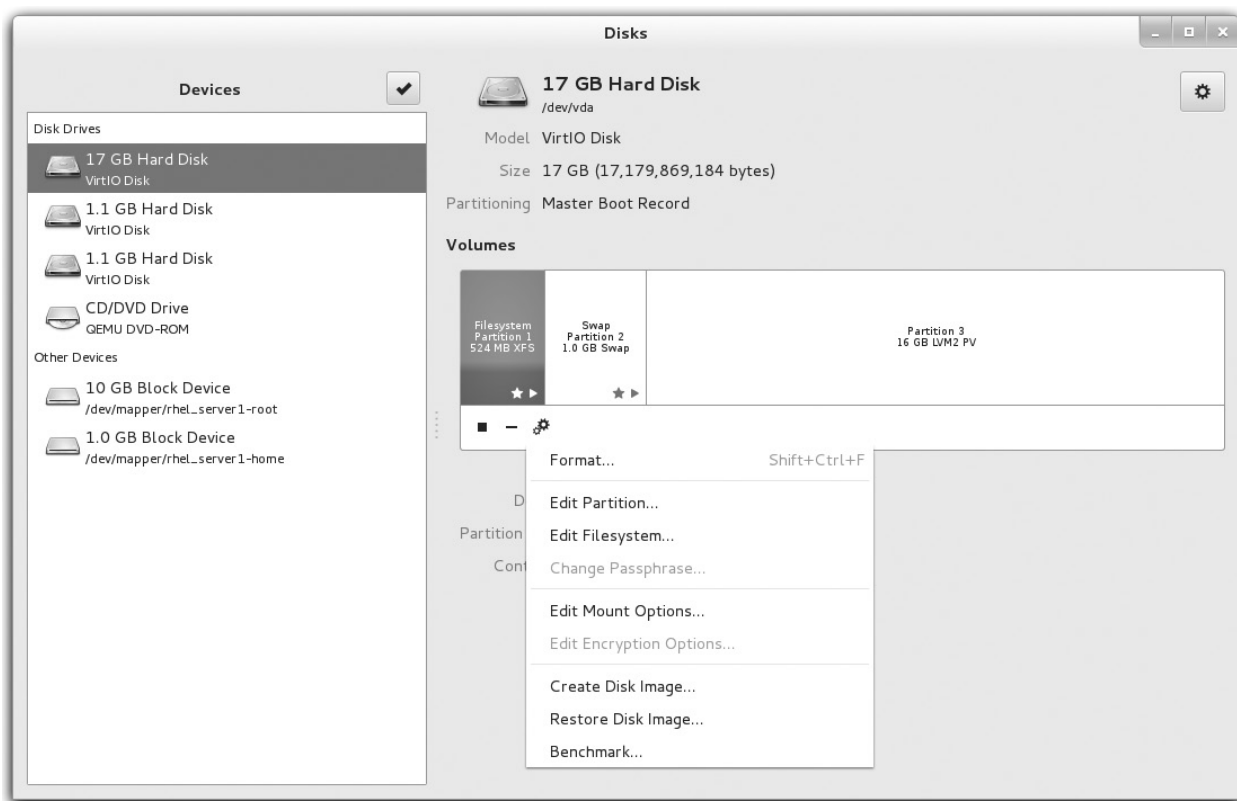 Disks
Devices
Disk Drives
17 GB Hard Disk
VirtIO Disk
1.1 GB Hard Disk
VirtIO Disk
1.1 GB Hard Disk
VirtIO Disk
CD/DVD Drive
QEMU DVD-ROM
Other Devices
10 GB Block Device
/dev/mapper/rhel_server1-root
1.0 GB Block Device
/dev/mapper/rhel_server1-home
17 GB Hard Disk
/dev/vda
Model VirtIO Disk
Size 17 GB (17,179,869,184 bytes)
Partitioning Master Boot Record
Volumes
Filesystem
Partition 1
524 MB XFS
Swap
Partition 2
1.0 GB Swap
Partition 3
16 GB LVM2 PV
D
Partition
Cont
Format... Shift+Ctrl+F
Edit Partition...
Edit Filesystem...
Change Passphrase...
Edit Mount Options...
Edit Encryption Options...
Create Disk Image...
Restore Disk Image...
Benchmark...